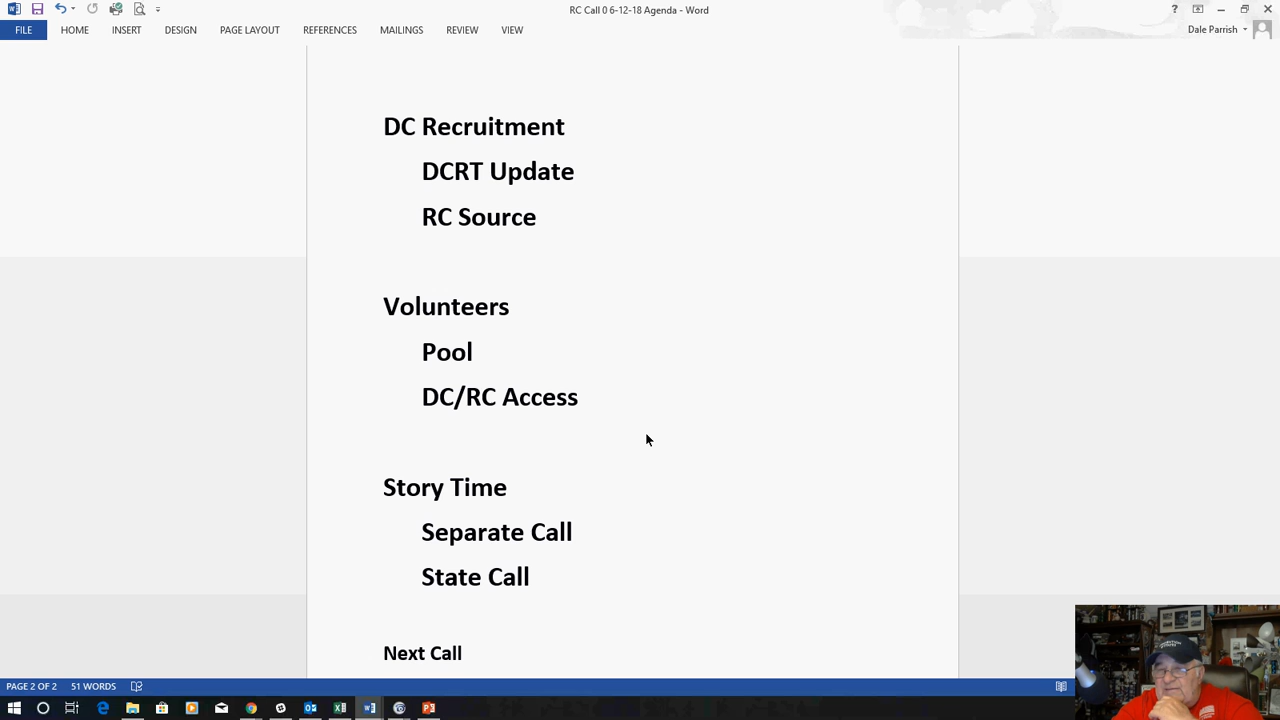 RC Call 0 6-12-18 Agenda - Word
FILE HOME INSERT DESIGN PAGE LAYOUT REFERENCES MAILINGS REVIEW VIEW
Dale Parrish
DC Recruitment
DCRT Update
RC Source
Volunteers
Pool
DC/RC Access
Story Time
Separate Call
State Call
Next Call
PAGE 2 OF 2 51 WORDS